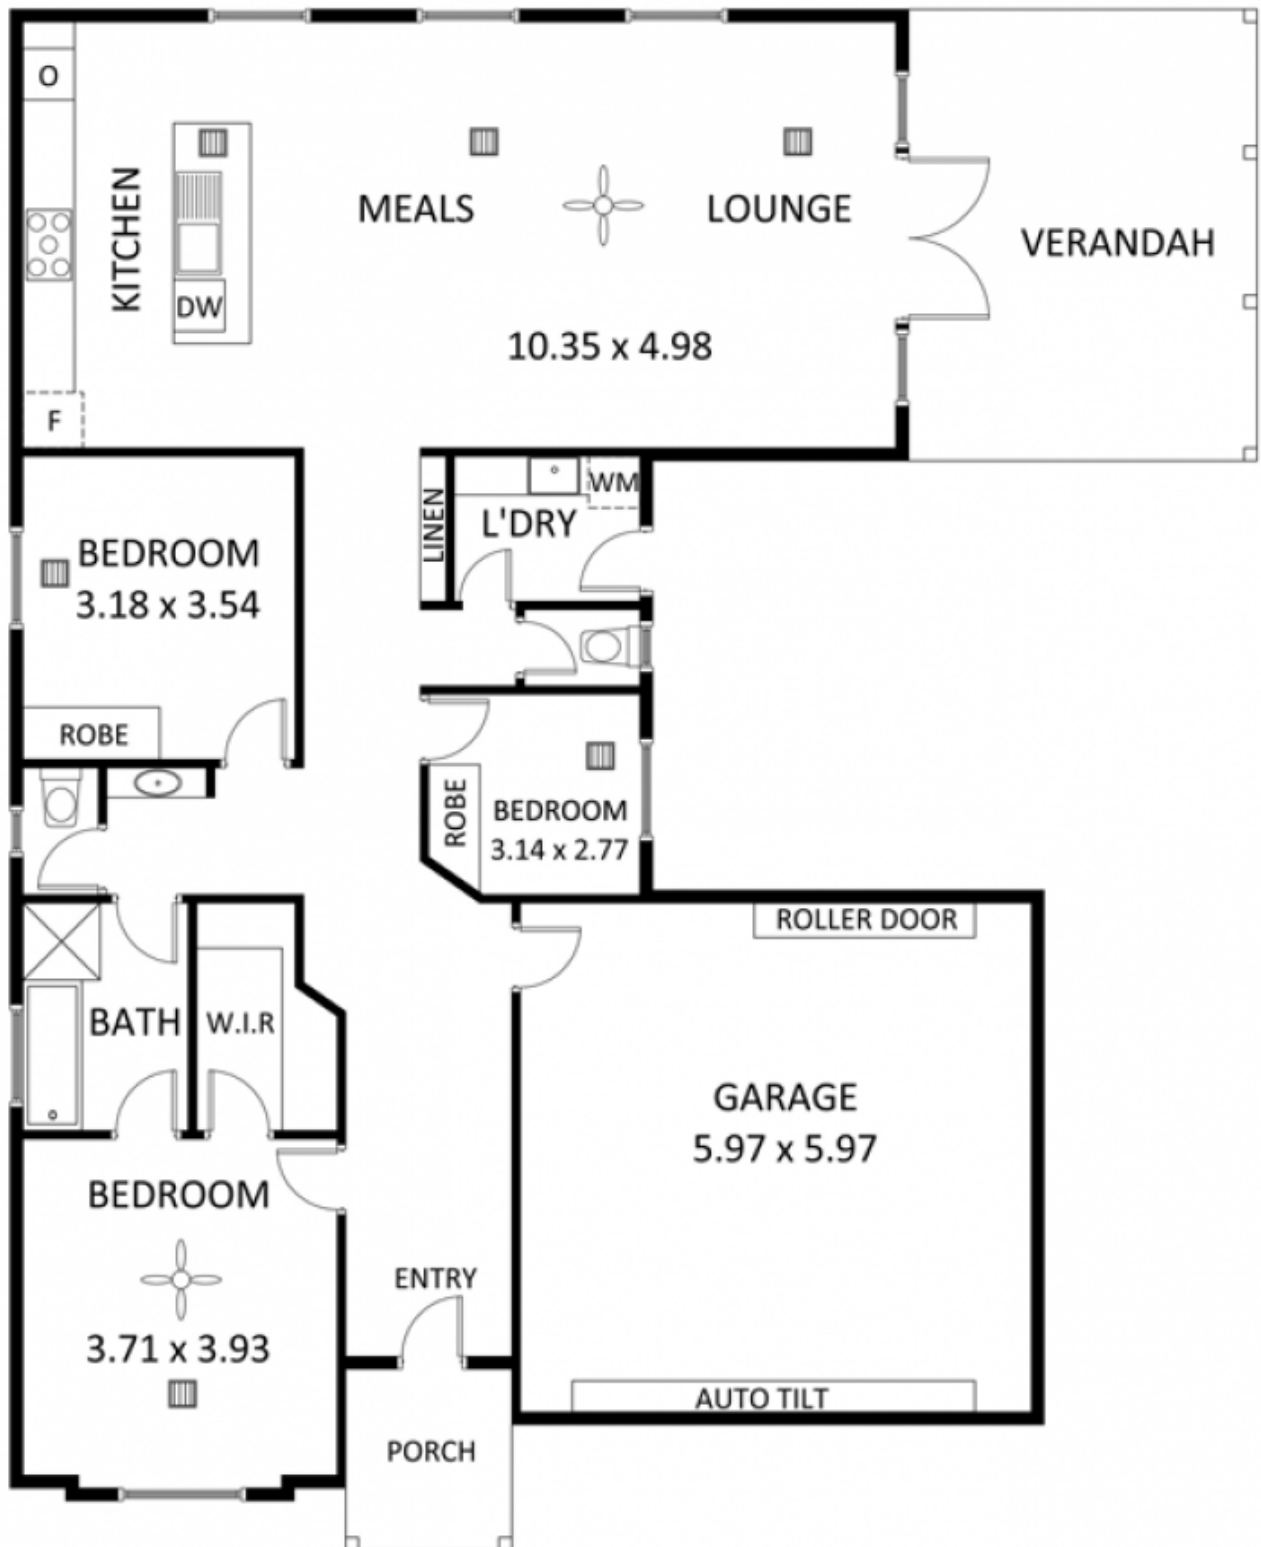 O
KITCHEN
DW
F
MEALS
LOUNGE
10.35 x 4.98
VERANDAH
BEDROOM
3.18 x 3.54
ROBE
LINEN
WM
L'DRY
ROBE
BEDROOM
3.14 x 2.77
BATH
W.I.R
ROLLER DOOR
GARAGE
5.97 x 5.97
AUTO TILT
BEDROOM
3.71 x 3.93
ENTRY
PORCH